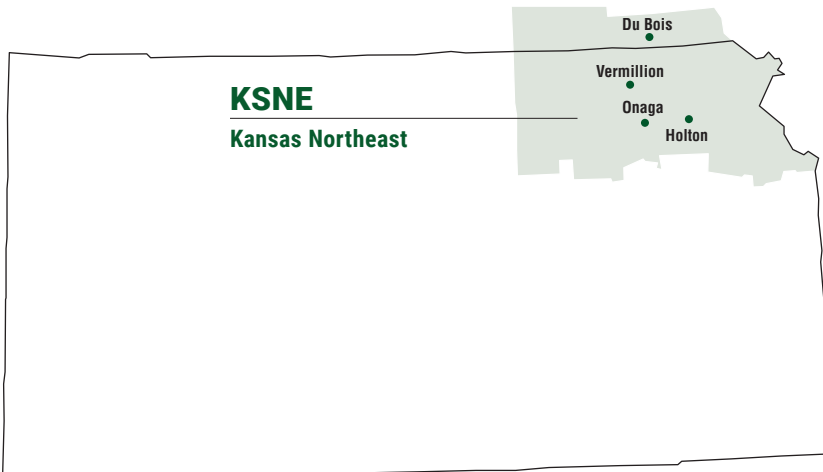 Du Bois
Vermillion
KSNE
Onaga
Kansas Northeast
Holton